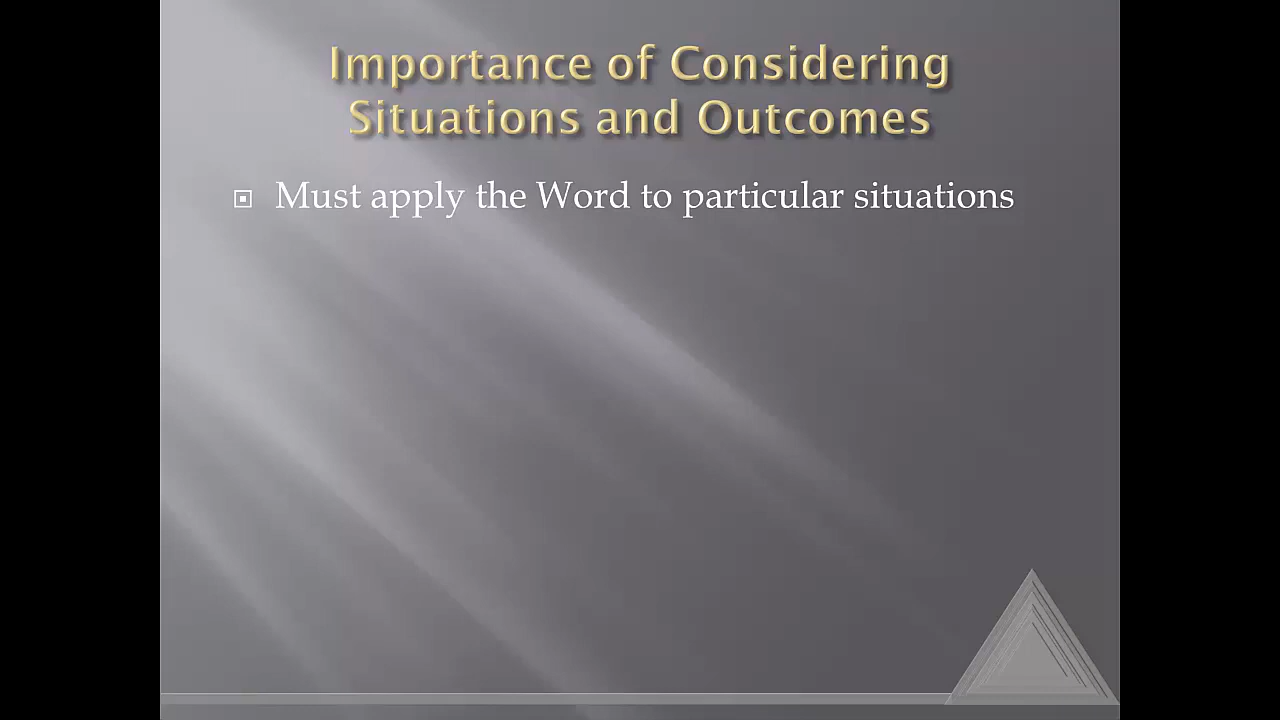 Importance of Considering
Situations and Outcomes
Must apply the Word to particular situations